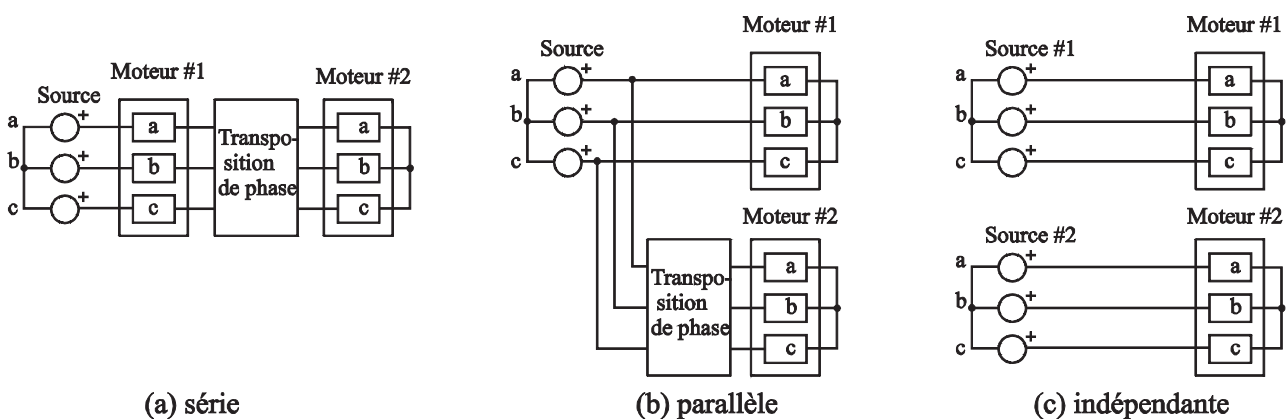 Moteur #1
Moteur #2
Source
a
b
c
+
+
+
a
b
c
Transpo-
sition
de phase
a
b
c
(a) série
Moteur #1
Source
a
b
c
+
+
+
a
b
c
Moteur #2
Transpo-
sition
de phase
a
b
c
(b) parallèle
Moteur #1
Source #1
a
b
c
+
+
+
a
b
c
Moteur #2
Source #2
a
b
c
+
+
+
a
b
c
(c) indépendante